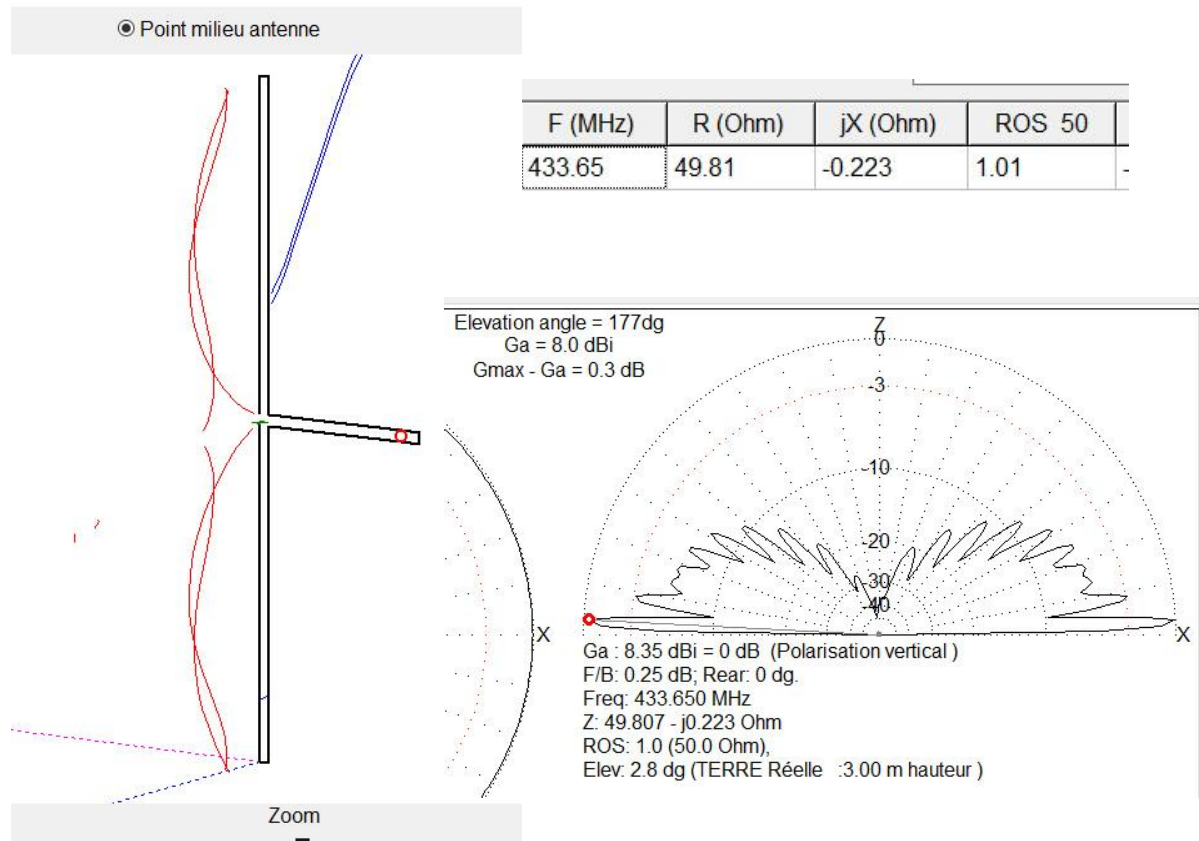 Point milieu antenne
F (MHz) R (Ohm) jX (Ohm) ROS 50
433.65 49.81 -0.223 1.01 -
Elevation angle = 177dg
Ga = 8.0 dBi
Gmax - Ga = 0.3 dB
Z
0
-3
-10
-20
-30
-40
X
X
Ga : 8.35 dBi = 0 dB (Polarisation vertical )
F/B: 0.25 dB; Rear: 0 dg.
Freq: 433.650 MHz
Z: 49.807 - j0.223 Ohm
ROS: 1.0 (50.0 Ohm),
Elev: 2.8 dg (TERRE Réelle :3.00 m hauteur )
Zoom